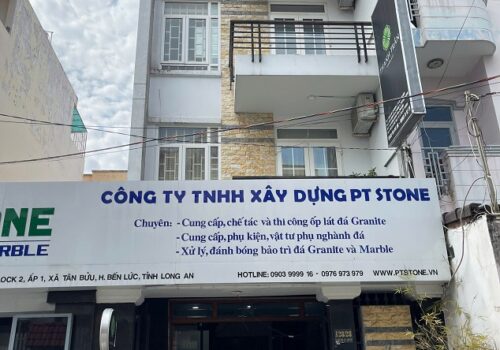 CÔNG TY TNHH XÂY DỰNG PT STONE
NE
ARBLE
Chuyên: - Cung cấp, chế tác và thi công ốp lát đá Granite
- Cung cấp, phụ kiện, vật tư phụ nghành đá
- Xử lý, đánh bóng bảo trì đá Granite và Marble
LOCK 2, ẤP 1, XÃ TÂN BỬU, H. BẾN LỨC, TỈNH LONG AN
HOTLINE: 0903 9999 16 - 0976 973 979
WWW.PTSTONE.VN